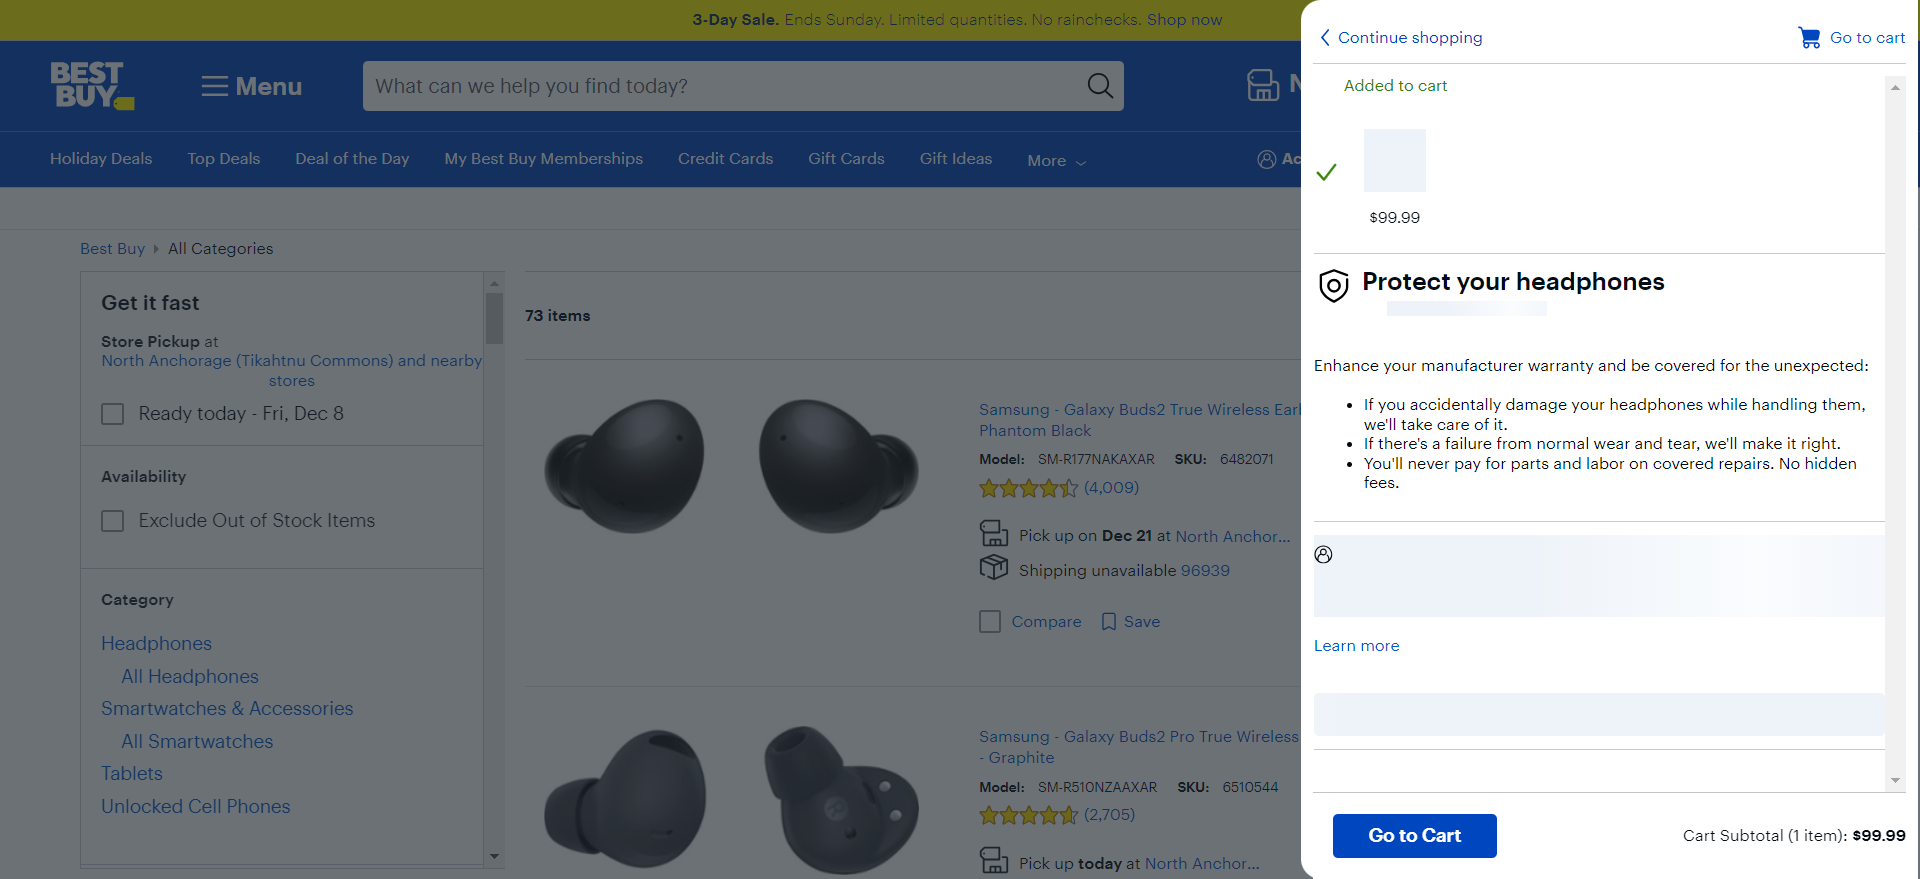 3-Day Sale. Ends Sunday. Limited quantities. No rainchecks. Shop now
BEST BUY
Menu
What can we help you find today?
Holiday Deals
Top Deals
Deal of the Day
My Best Buy Memberships
Credit Cards
Gift Cards
Gift Ideas
More
Best Buy
All Categories
Get it fast
Store Pickup at
North Anchorage (Tikahtnu Commons) and nearby
stores
Ready today - Fri, Dec 8
Availability
Exclude Out of Stock Items
Category
Headphones
All Headphones
Smartwatches & Accessories
All Smartwatches
Tablets
Unlocked Cell Phones
73 items
Samsung - Galaxy Buds2 True Wireless
Phantom Black
Model: SM-R177NAKAXAR SKU: 6482071
(4,009)
Pick up on Dec 21 at North Anchor...
Shipping unavailable 96939
Compare
Save
Samsung - Galaxy Buds2 Pro True Wireless
- Graphite
Model: SM-R510NZAAXAR SKU: 6510544
(2,705)
Pick up today at North Anchor...
Continue shopping
Go to cart
Added to cart
$99.99
Protect your headphones
Enhance your manufacturer warranty and be covered for the unexpected:
• If you accidentally damage your headphones while handling them,
we'll take care of it.
• If there's a failure from normal wear and tear, we'll make it right.
• You'll never pay for parts and labor on covered repairs. No hidden
fees.
Learn more
Go to Cart
Cart Subtotal (1 item): $99.99